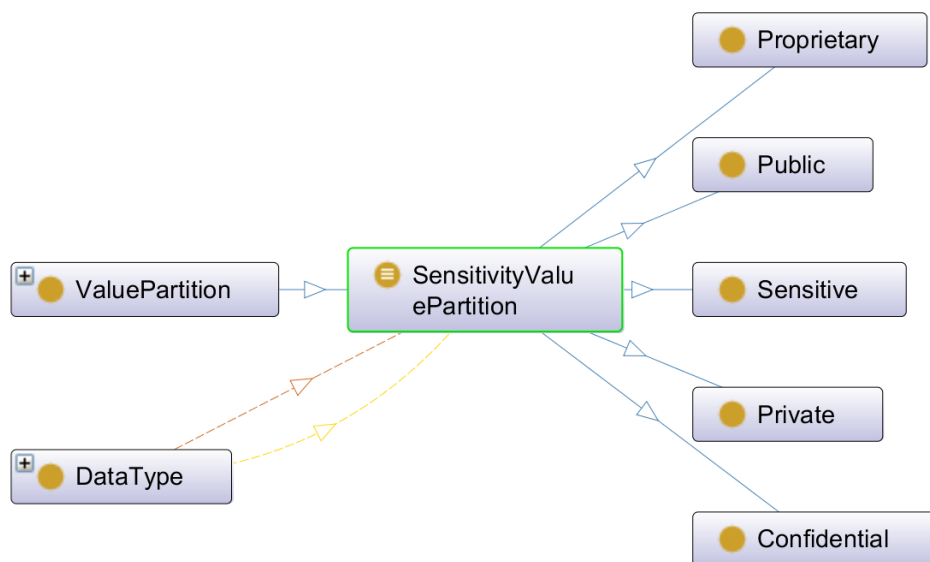 Proprietary
Public
ValuePartition
SensitivityValu
ePartition
Sensitive
Private
DataType
Confidential